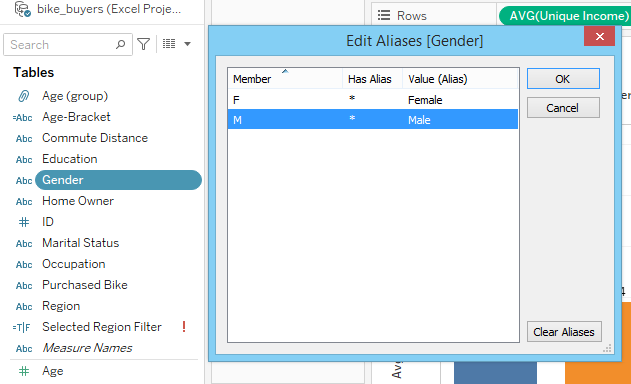 bike_buyers (Excel Proje...
Search
Tables
Age (group)
=Abc Age-Bracket
Abc Commute Distance
Abc Education
Abc Gender
Abc Home Owner
# ID
Abc Marital Status
Abc Occupation
Abc Purchased Bike
Abc Region
=T|F Selected Region Filter !
Abc Measure Names
# Age
Rows
AVG(Unique Income)
Edit Aliases [Gender]
Member Has Alias Value (Alias)
F * Female
M * Male
OK
Cancel
Clear Aliases
Avg
4